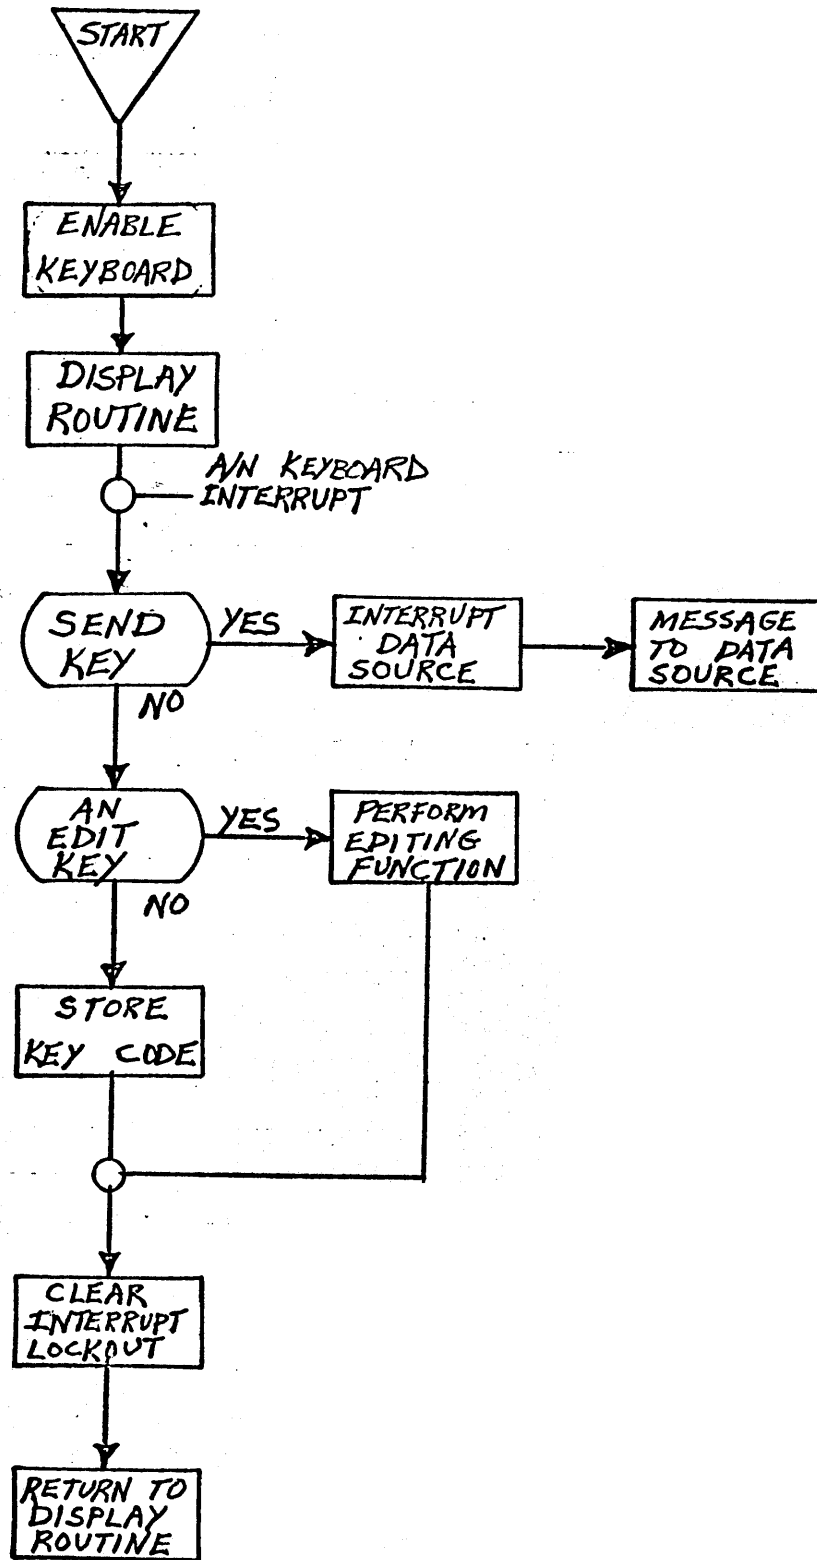 START
ENABLE
KEYBOARD
DISPLAY
ROUTINE
A/N KEYBOARD
INTERRUPT
SEND
KEY
YES
INTERRUPT
DATA
SOURCE
MESSAGE
TO DATA
SOURCE
NO
AN
EDIT
KEY
YES
PERFORM
EDITING
FUNCTION
NO
STORE
KEY CODE
CLEAR
INTERRUPT
LOCKOUT
RETURN TO
DISPLAY
ROUTINE